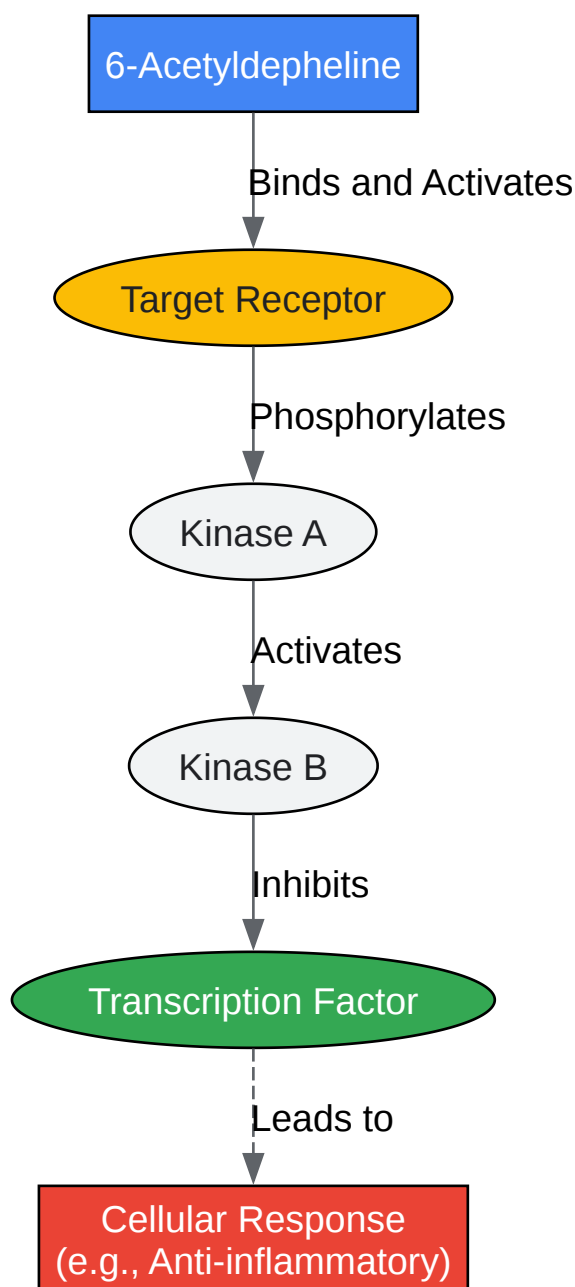 6-Acetyldepheline
Binds and Activates
Target Receptor
Phosphorylates
Kinase A
Activates
Kinase B
Inhibits
Transcription Factor
Leads to
Cellular Response
(e.g., Anti-inflammatory)